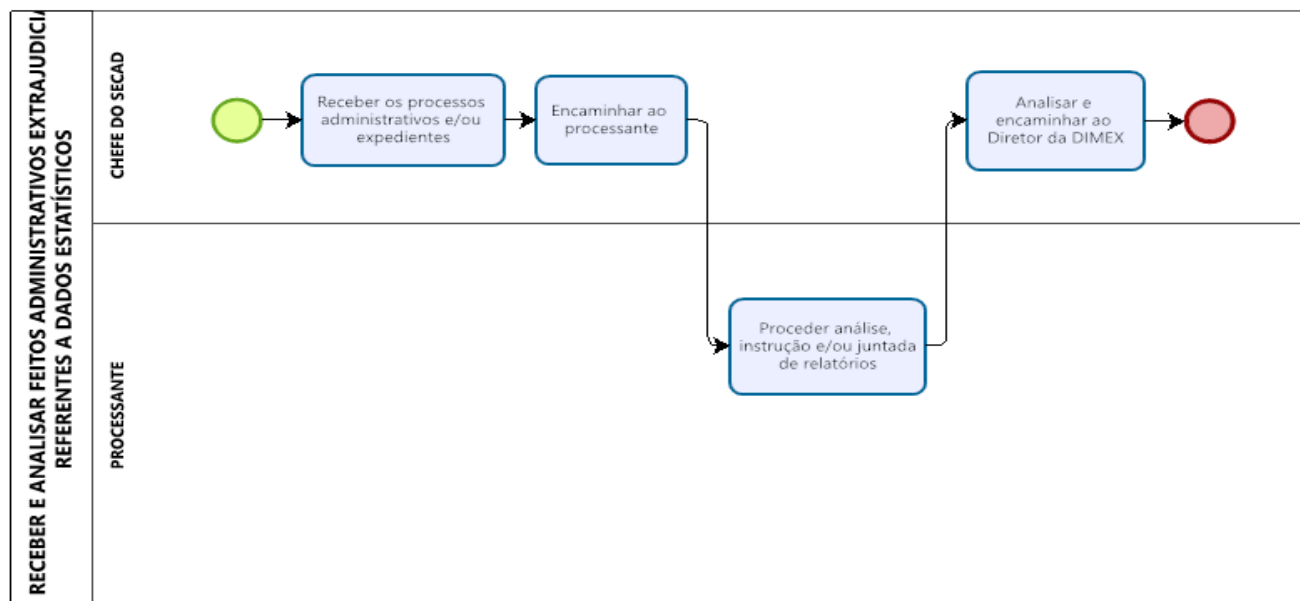 RECEBER E ANALISAR FEITOS ADMINISTRATIVOS EXTRAJUDICIA
REFERENTES A DADOS ESTATÍSTICOS
CHEFE DO SECAD
Receber os processos
administrativos e/ou
expedientes
Encaminhar ao
processante
Analisar e
encaminhar ao
Diretor da DIMEX
PROCESSANTE
Proceder análise,
instrução e/ou juntada
de relatórios